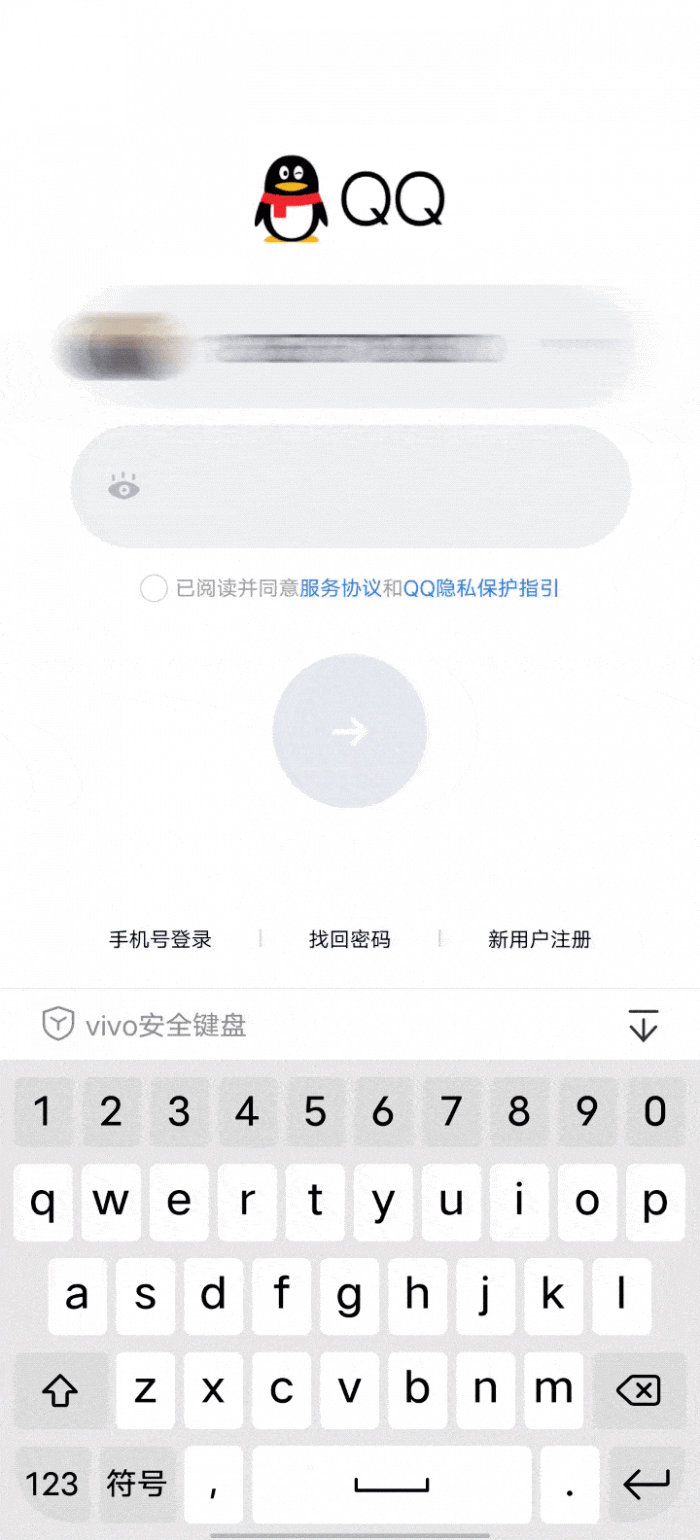 QQ
已阅读并同意服务协议和QQ隐私保护指引
手机号登录 找回密码 新用户注册
vivo安全键盘
1 2 3 4 5 6 7 8 9 0
q w e r t y u i o p
a s d f g h j k l
z x c v b n m
123 符号 , .